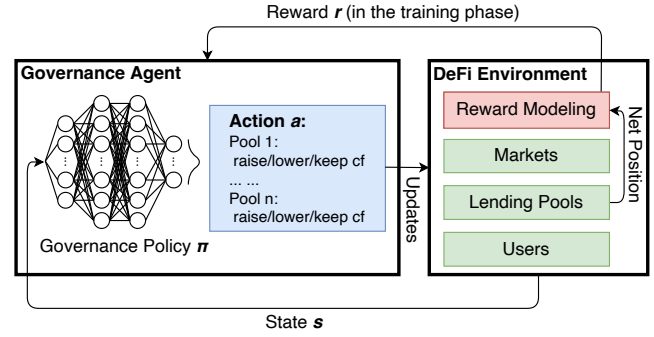 Reward r (in the training phase)
Governance Agent
Action a:
Pool 1:
raise/lower/keep cf
... ...
Pool n:
raise/lower/keep cf
...
...
...
...
Governance Policy π
Updates
DeFi Environment
Reward Modeling
Markets
Lending Pools
Users
Net Position
State s